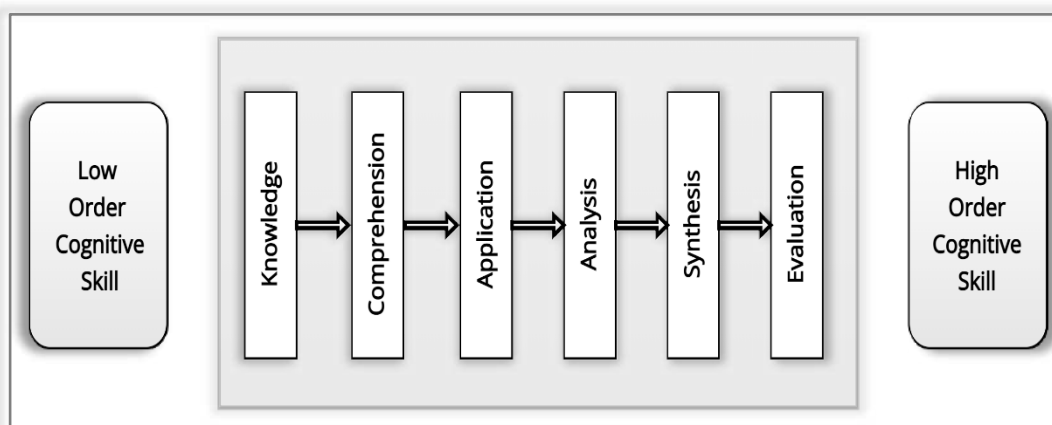 Low
Order
Cognitive
Skill
Knowledge
Comprehension
Application
Analysis
Synthesis
Evaluation
High
Order
Cognitive
Skill